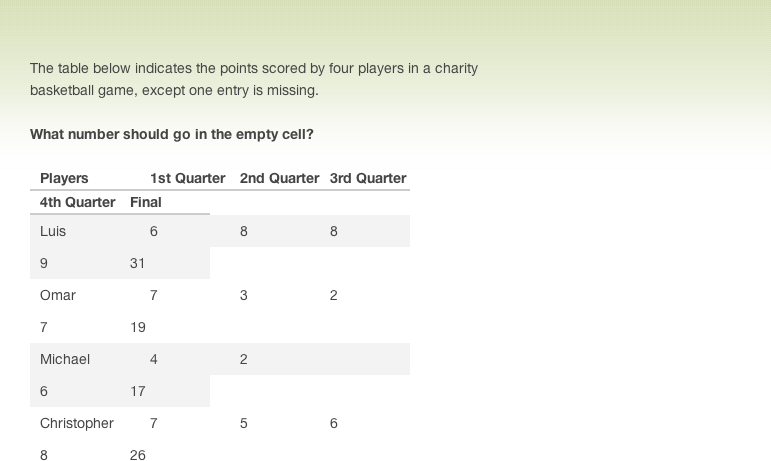 The table below indicates the points scored by four players in a charity
basketball game, except one entry is missing.
What number should go in the empty cell?
Players 1st Quarter 2nd Quarter 3rd Quarter
4th Quarter Final
Luis 6 8 8
9 31
Omar 7 3 2
7 19
Michael 4 2
6 17
Christopher 7 5 6
8 26